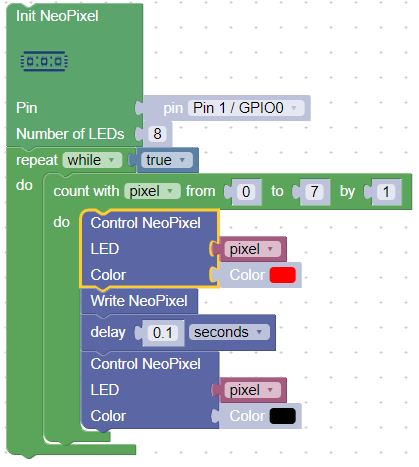 Init NeoPixel
Pin pin Pin 1 / GPIO0
Number of LEDs 8
repeat while true
do count with pixel from 0 to 7 by 1
do Control NeoPixel
LED pixel
Color Color
Write NeoPixel
delay 0.1 seconds
Control NeoPixel
LED pixel
Color Color